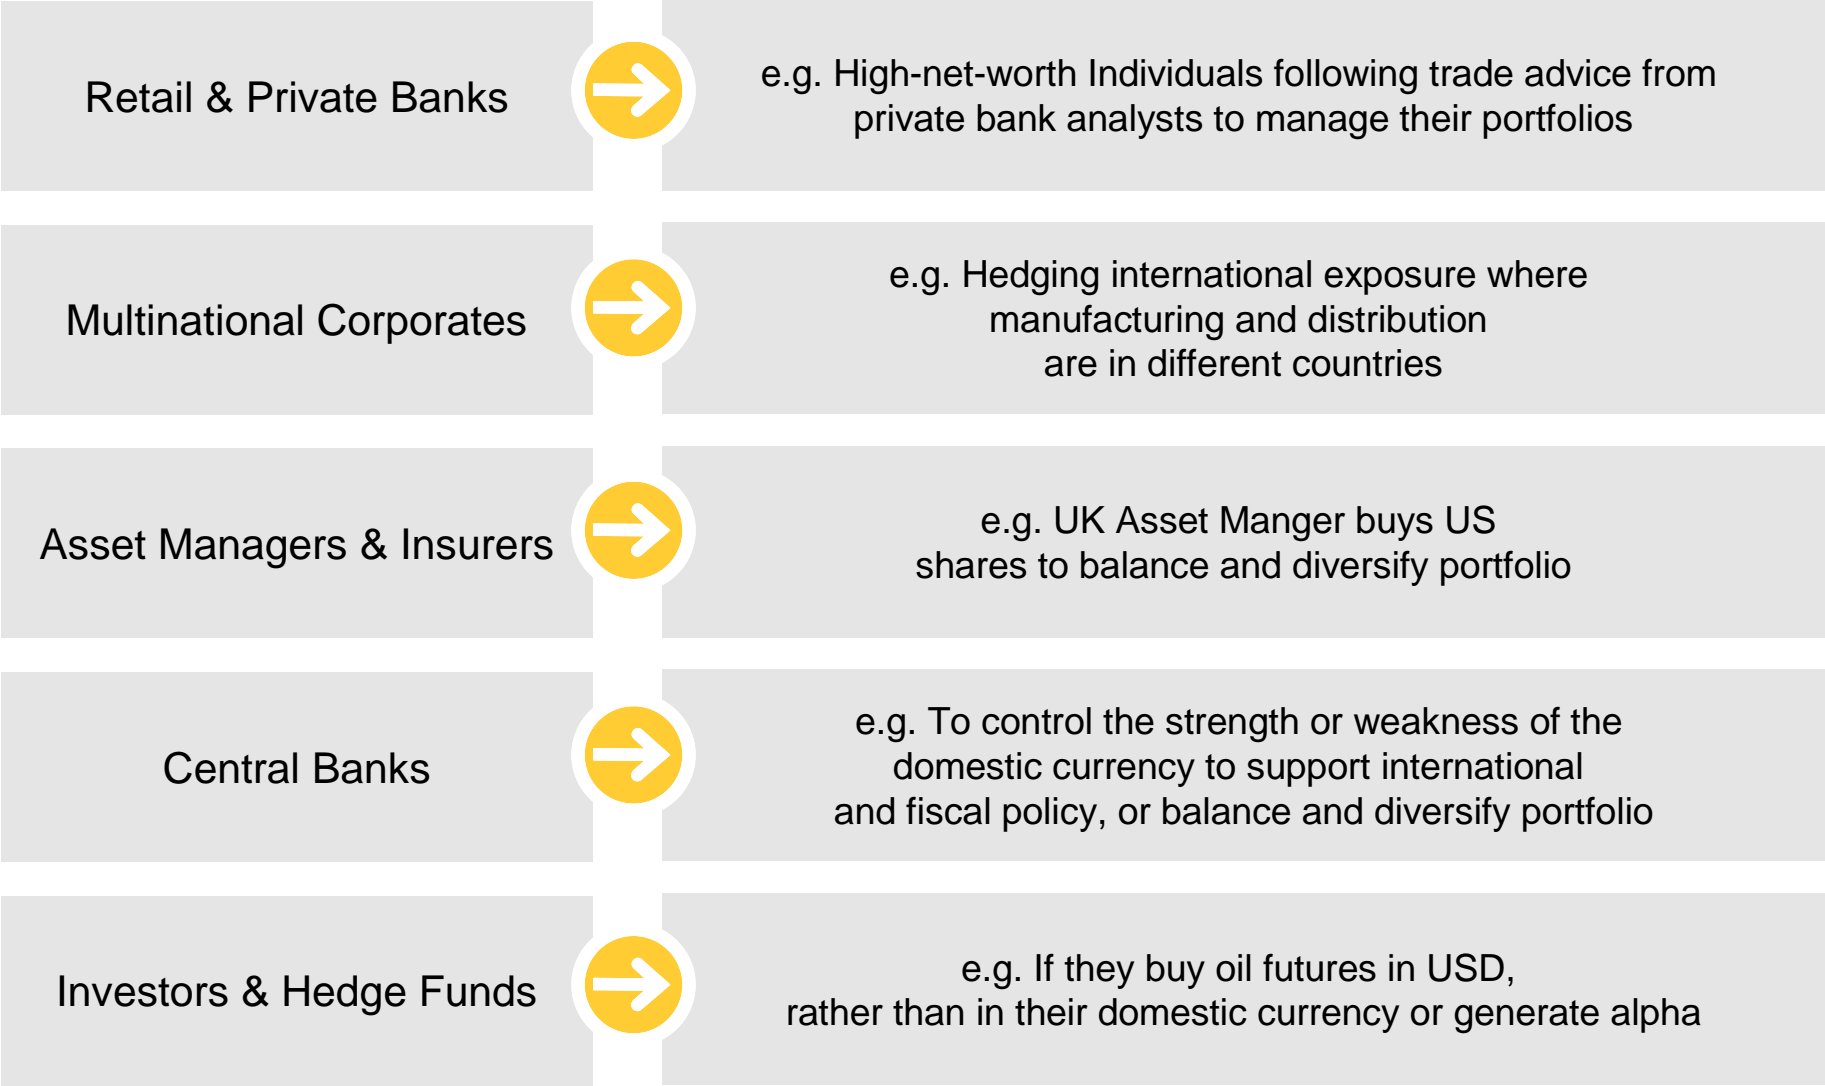 Retail & Private Banks
e.g. High-net-worth Individuals following trade advice from
private bank analysts to manage their portfolios
Multinational Corporates
e.g. Hedging international exposure where
manufacturing and distribution
are in different countries
Asset Managers & Insurers
e.g. UK Asset Manger buys US
shares to balance and diversify portfolio
Central Banks
e.g. To control the strength or weakness of the
domestic currency to support international
and fiscal policy, or balance and diversify portfolio
Investors & Hedge Funds
e.g. If they buy oil futures in USD,
rather than in their domestic currency or generate alpha